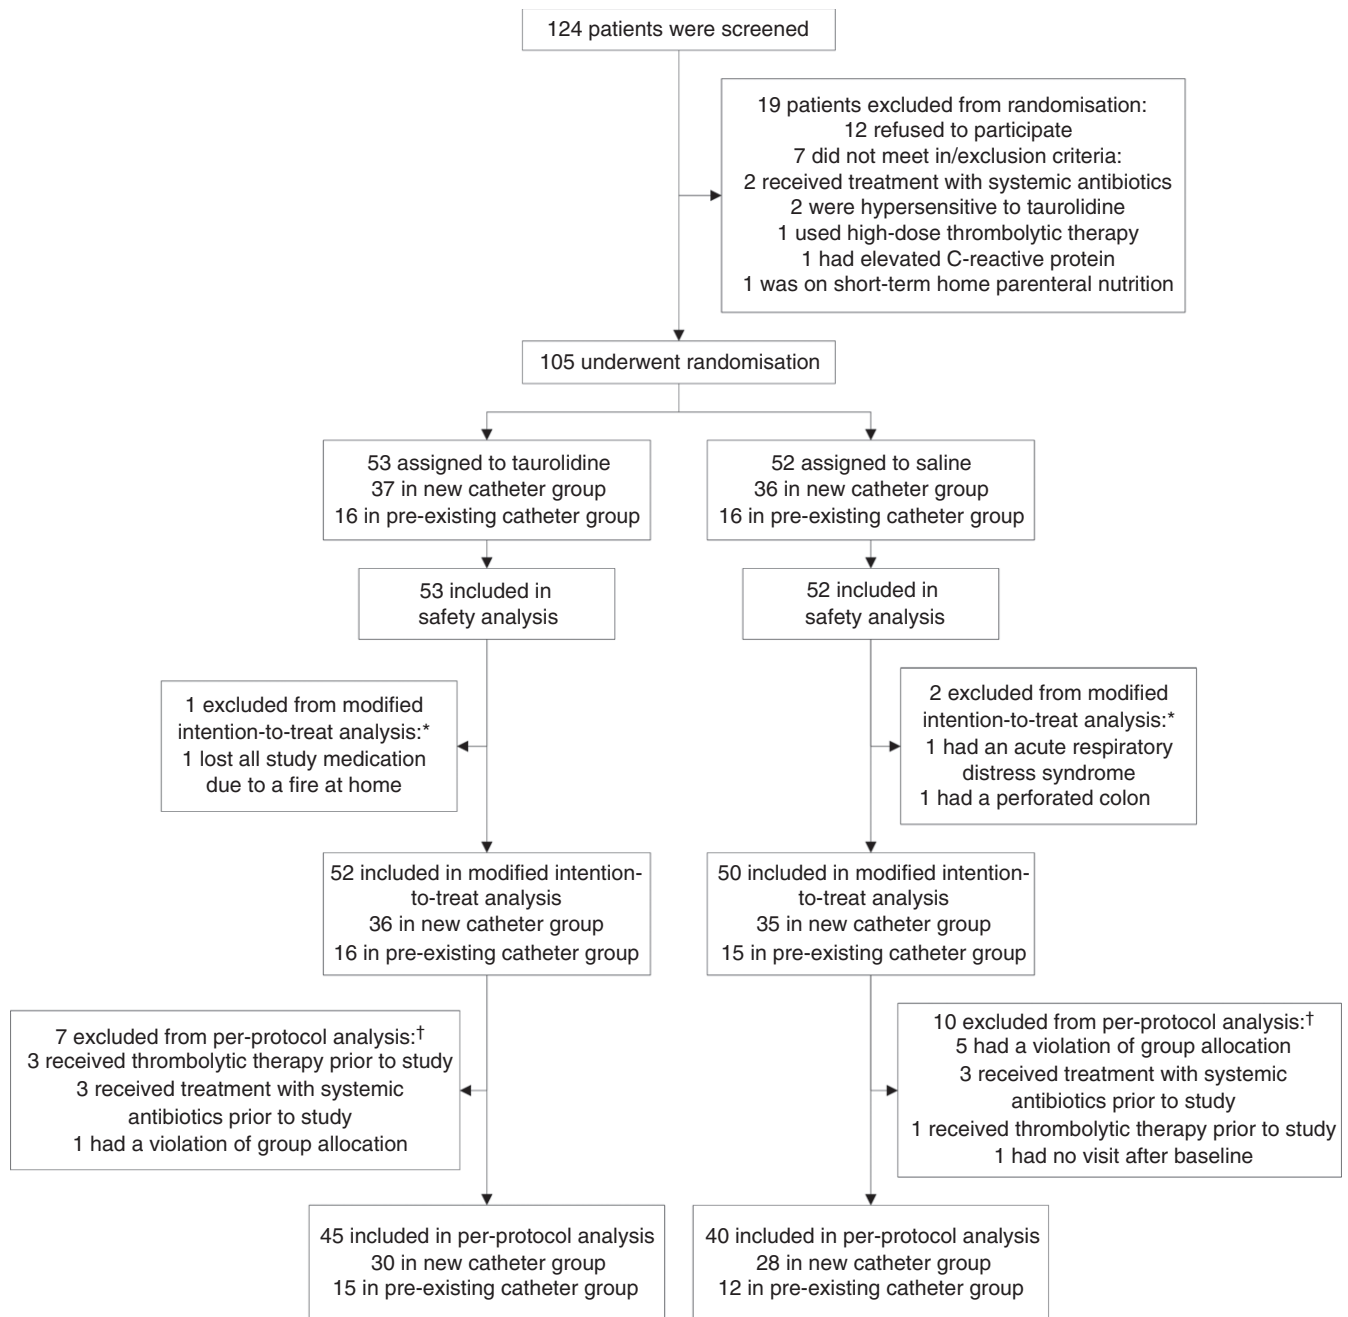 124 patients were screened
19 patients excluded from randomisation:
12 refused to participate
7 did not meet in/exclusion criteria:
2 received treatment with systemic antibiotics
2 were hypersensitive to taurolidine
1 used high-dose thrombolytic therapy
1 had elevated C-reactive protein
1 was on short-term home parenteral nutrition
105 underwent randomisation
53 assigned to taurolidine
37 in new catheter group
16 in pre-existing catheter group
52 assigned to saline
36 in new catheter group
16 in pre-existing catheter group
53 included in
safety analysis
52 included in
safety analysis
1 excluded from modified
intention-to-treat analysis:*
1 lost all study medication
due to a fire at home
2 excluded from modified
intention-to-treat analysis:*
1 had an acute respiratory
distress syndrome
1 had a perforated colon
52 included in modified intention-
to-treat analysis
36 in new catheter group
16 in pre-existing catheter group
50 included in modified intention-
to-treat analysis
35 in new catheter group
15 in pre-existing catheter group
7 excluded from per-protocol analysis:†
3 received thrombolytic therapy prior to study
3 received treatment with systemic
antibiotics prior to study
1 had a violation of group allocation
10 excluded from per-protocol analysis:†
5 had a violation of group allocation
3 received treatment with systemic
antibiotics prior to study
1 received thrombolytic therapy prior to study
1 had no visit after baseline
45 included in per-protocol analysis
30 in new catheter group
15 in pre-existing catheter group
40 included in per-protocol analysis
28 in new catheter group
12 in pre-existing catheter group